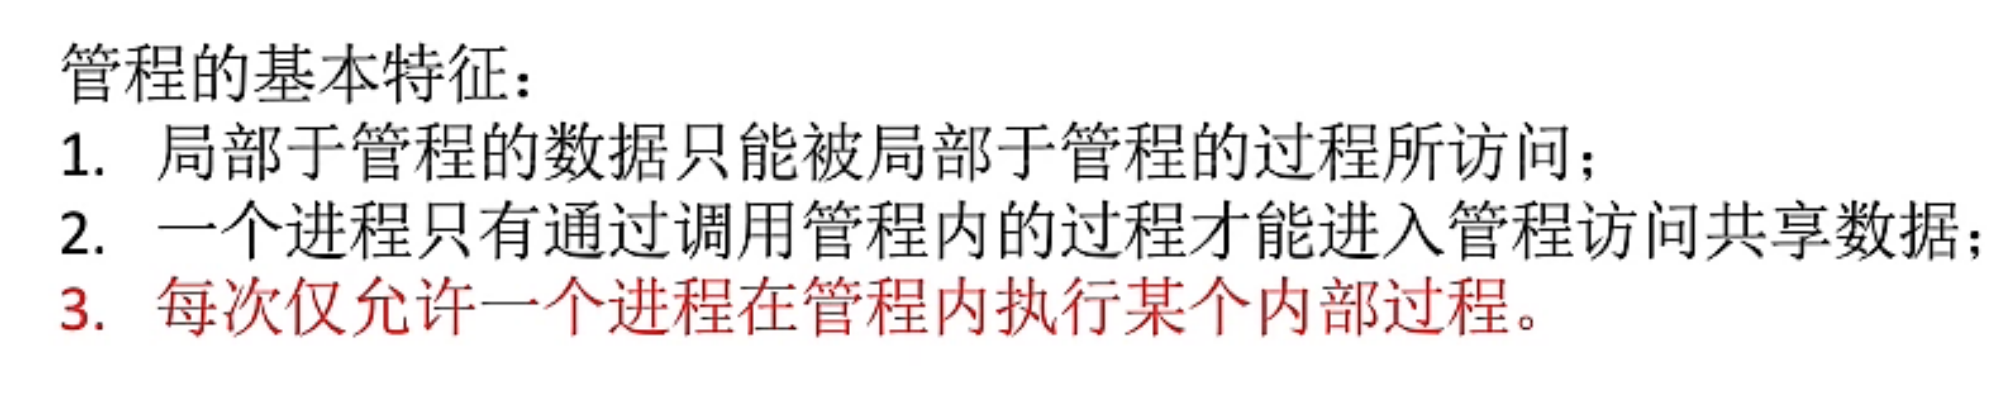 管程的基本特征：
1. 局部于管程的数据只能被局部于管程的过程所访问；
2. 一个进程只有通过调用管程内的过程才能进入管程访问共享数据；
3. 每次仅允许一个进程在管程内执行某个内部过程。